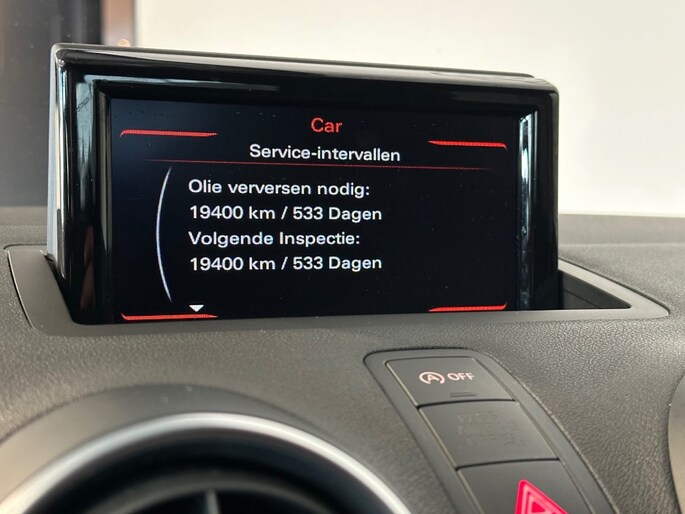 Car
Service-intervallen
Olie verversen nodig:
19400 km / 533 Dagen
Volgende Inspectie:
19400 km / 533 Dagen
A OFF